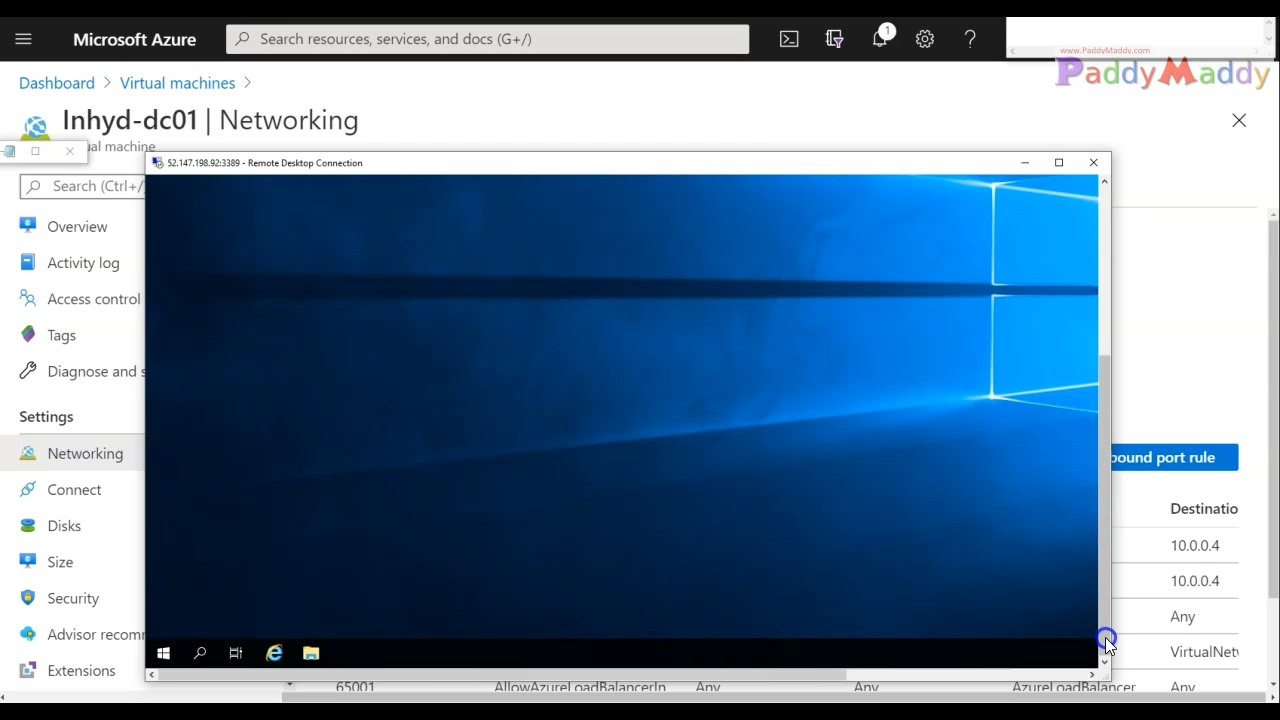 Microsoft Azure
Search resources, services, and docs (G+/)
1
www.PaddyMaddy.com
PaddyMaddy
Dashboard > Virtual machines >
lnhyd-dc01 | Networking
ual machine
52.147.198.92:3389 - Remote Desktop Connection
Search (Ctrl+/
Overview
Activity log
Access control
Tags
Diagnose and s
Settings
Networking
bound port rule
Connect
Destinatio
Disks
10.0.0.4
Size
10.0.0.4
Security
Any
Advisor recomm
VirtualNet
Extensions
65001 AllowAzureLoadBalancerIn Any Any AzureLoadBalancer Any